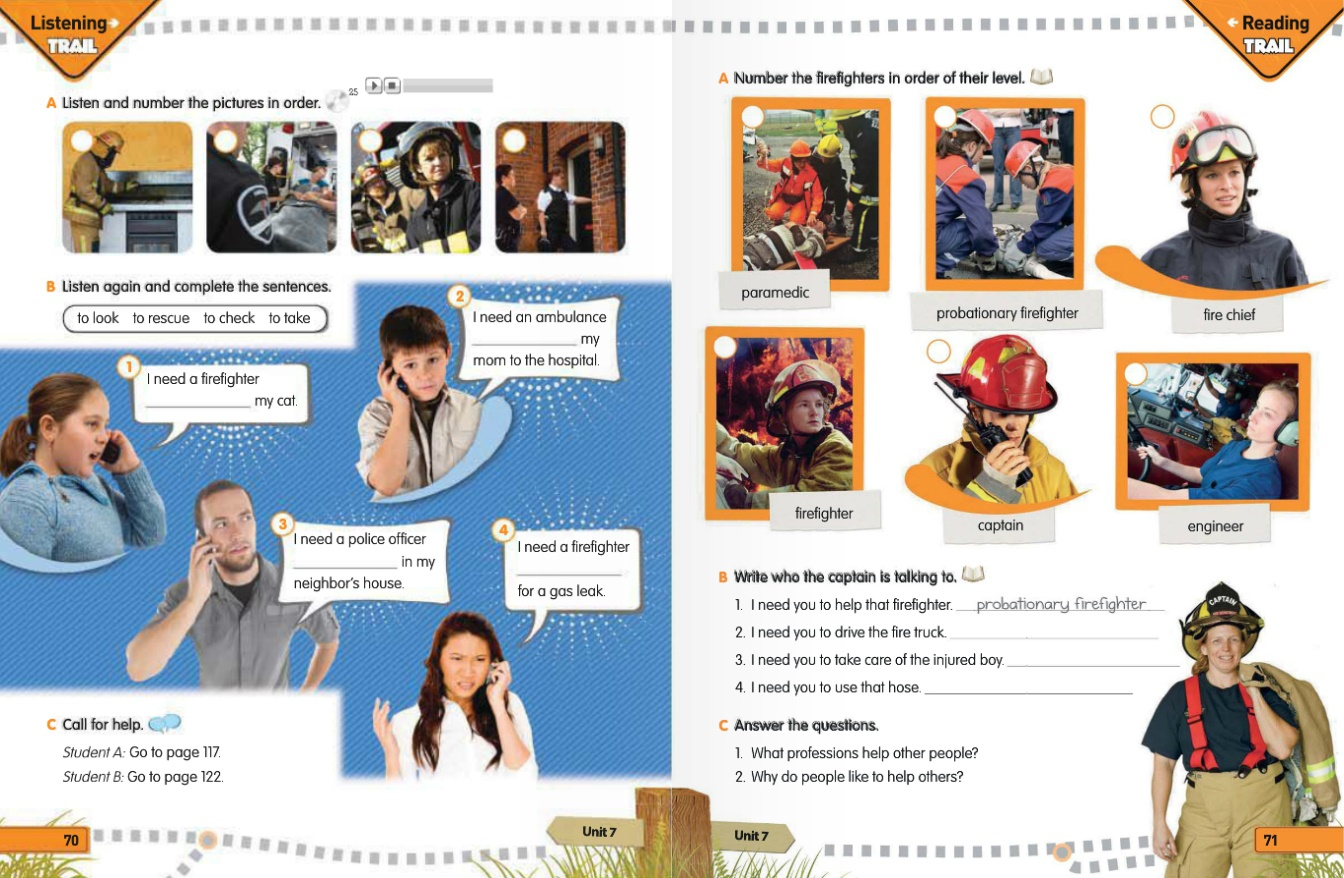 Listening
TRAIL
A Listen and number the pictures in order.
25
B Listen again and complete the sentences.
to look to rescue to check to take
1
I need a firefighter
____________ my cat.
2
I need an ambulance
____________ my
mom to the hospital.
3
I need a police officer
____________ in my
neighbor's house.
4
I need a firefighter
____________
for a gas leak.
C Call for help.
Student A: Go to page 117.
Student B: Go to page 122.
70
Unit 7
Reading
TRAIL
A Number the firefighters in order of their level.
paramedic
probationary firefighter
fire chief
firefighter
captain
engineer
B Write who the captain is talking to.
1. I need you to help that firefighter. probationary firefighter
2. I need you to drive the fire truck. ____________
3. I need you to take care of the injured boy. ____________
4. I need you to use that hose. ____________
CAPTAIN
C Answer the questions.
1. What professions help other people?
2. Why do people like to help others?
Unit 7
71